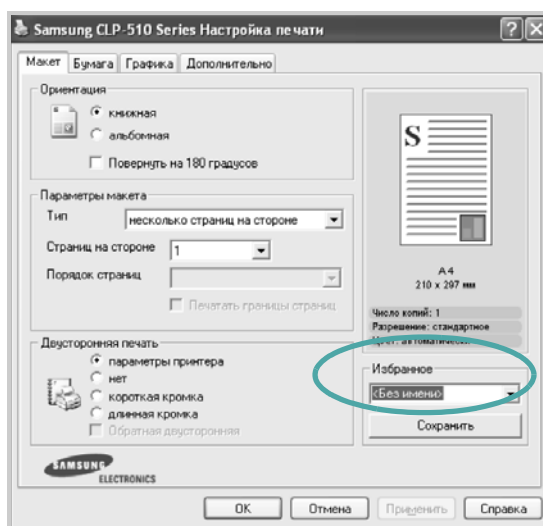 Samsung CLP-510 Series Настройка печати
Макет Бумага Графика Дополнительно
Ориентация
книжная
альбомная
Повернуть на 180 градусов
Параметры макета
Тип несколько страниц на стороне
Страниц на стороне 1
Порядок страниц
Печатать границы страниц
Двусторонняя печать
параметры принтера
нет
короткая кромка
длинная кромка
Обратная двусторонняя
S
A4
210 x 297 мм
Число копий: 1
Разрешение: стандартное
Цвет: автоматически
Избранное
<Без имени>
Сохранить
SAMSUNG
ELECTRONICS
OK Отмена Применить Справка